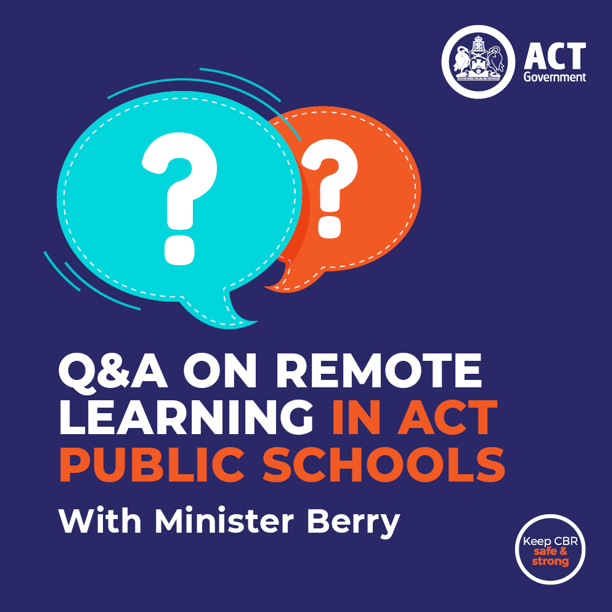 ACT
Government
?
?
Q&A ON REMOTE
LEARNING IN ACT
PUBLIC SCHOOLS
With Minister Berry
Keep CBR
safe &
strong